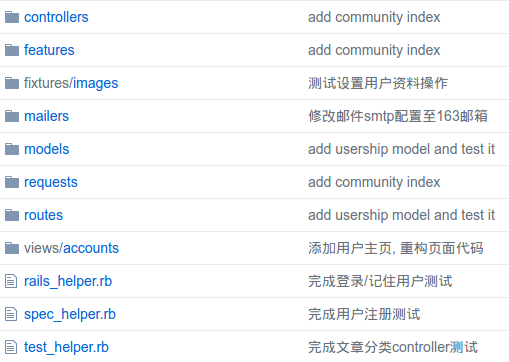 controllers add community index
features add community index
fixtures/images 测试设置用户资料操作
mailers 修改邮件smtp配置至163邮箱
models add usership model and test it
requests add community index
routes add usership model and test it
views/accounts 添加用户主页, 重构页面代码
rails_helper.rb 完成登录/记住用户测试
spec_helper.rb 完成用户注册测试
test_helper.rb 完成文章分类controller测试